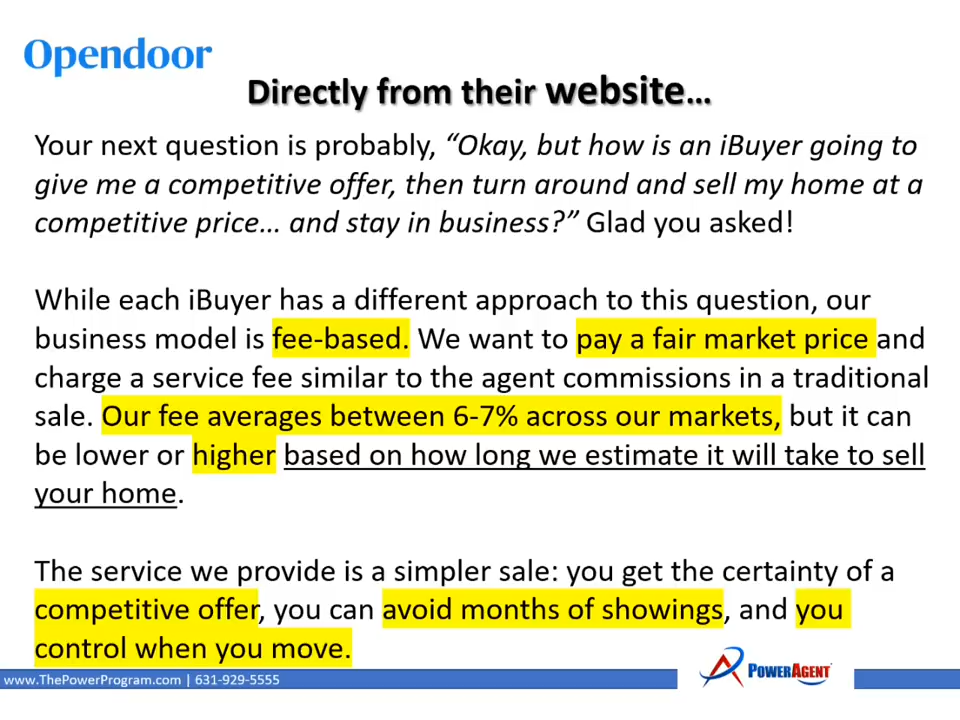 Opendoor
Directly from their website…
Your next question is probably, “Okay, but how is an iBuyer going to
give me a competitive offer, then turn around and sell my home at a
competitive price… and stay in business?” Glad you asked!
While each iBuyer has a different approach to this question, our
business model is fee-based. We want to pay a fair market price and
charge a service fee similar to the agent commissions in a traditional
sale. Our fee averages between 6-7% across our markets, but it can
be lower or higher based on how long we estimate it will take to sell
your home.
The service we provide is a simpler sale: you get the certainty of a
competitive offer, you can avoid months of showings, and you
control when you move.
www.ThePowerProgram.com | 631-929-5555
POWERAGENT